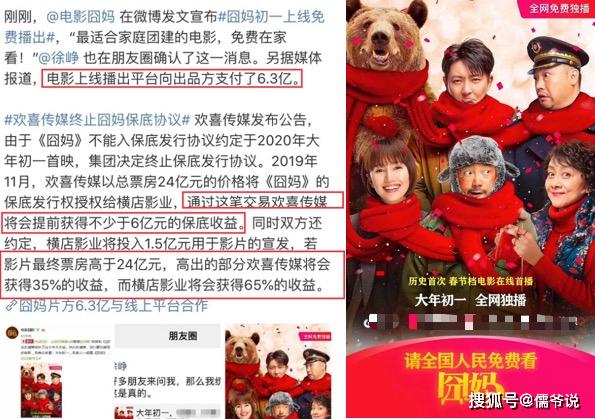 刚刚，@电影囧妈 在微博发文宣布#囧妈初一上线免
费播出#，“最适合家庭团建的电影，免费在家
看！”@徐峥 也在朋友圈确认了这一消息。另据媒体
报道，电影上线播出平台向出品方支付了6.3亿。
#欢喜传媒终止囧妈保底协议# 欢喜传媒发布公告，
由于《囧妈》不能入保底发行协议约定于2020年大
年初一首映，集团决定终止保底发行协议。2019年
11月，欢喜传媒以总票房24亿元的价格将《囧妈》的
保底发行权授权给横店影业，通过这笔交易欢喜传媒
将会提前获得不少于6亿元的保底收益。同时双方还
约定，横店影业将投入1.5亿元用于影片的宣发，若
影片最终票房高于24亿元，高出的部分欢喜传媒将会
获得35%的收益，而横店影业将会获得65%的收益。
囧妈片方6.3亿与线上平台合作
朋友圈
徐峥
好多朋友来问我，那么我统
这是真的。
大年初一
全网免费独播
历史首次 春节档电影在线首播
大年初一 全网独播
请全国人民免费看
囧妈
搜狐号@儒爷说